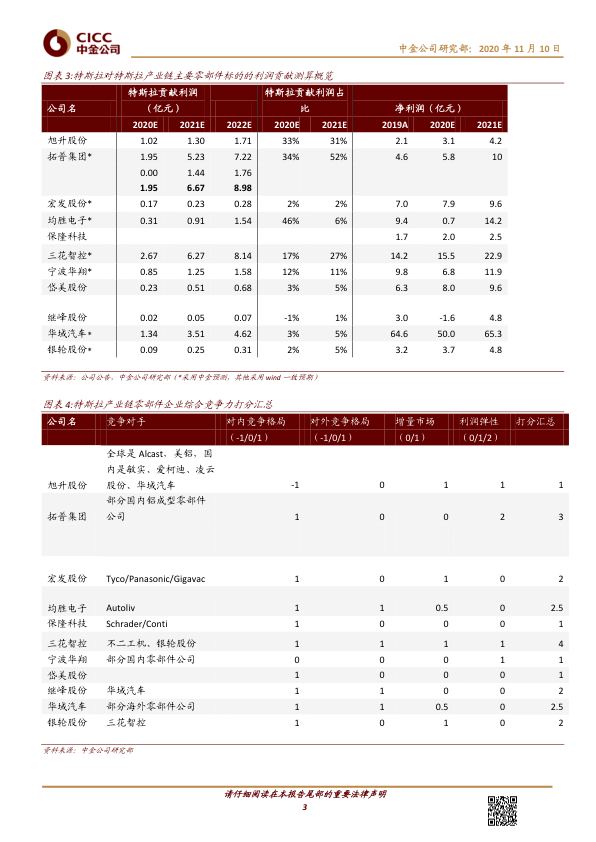 CICC
中金公司
中金公司研究部：2020 年 11 月 10 日
图表 3:特斯拉对特斯拉产业链主要零部件标的的利润贡献测算概览
特斯拉贡献利润 特斯拉贡献利润占
公司名 （亿元） 比 净利润（亿元）
2020E 2021E 2022E 2020E 2021E 2019A 2020E 2021E
旭升股份 1.02 1.30 1.71 33% 31% 2.1 3.1 4.2
拓普集团* 1.95 5.23 7.22 34% 52% 4.6 5.8 10
0.00 1.44 1.76
1.95 6.67 8.98
宏发股份* 0.17 0.23 0.28 2% 2% 7.0 7.9 9.6
均胜电子* 0.31 0.91 1.54 46% 6% 9.4 0.7 14.2
保隆科技 1.7 2.0 2.5
三花智控* 2.67 6.27 8.14 17% 27% 14.2 15.5 22.9
宁波华翔* 0.85 1.25 1.58 12% 11% 9.8 6.8 11.9
岱美股份 0.23 0.51 0.68 3% 5% 6.3 8.0 9.6
继峰股份 0.02 0.05 0.07 -1% 1% 3.0 -1.6 4.8
华域汽车* 1.34 3.51 4.62 3% 5% 64.6 50.0 65.3
银轮股份* 0.09 0.25 0.31 2% 5% 3.2 3.7 4.8
资料来源：公司公告，中金公司研究部（*采用中金预测，其他采用 wind 一致预期）
图表 4:特斯拉产业链零部件企业综合竞争力打分汇总
公司名 竞争对手 对内竞争格局 对外竞争格局 增量市场 利润弹性 打分汇总
（-1/0/1） （-1/0/1） （0/1） （0/1/2）
全球是 Alcast，美铝，国
内是敏实、爱柯迪、凌云
旭升股份 股份、华域汽车 -1 0 1 1 1
部分国内铝成型零部件
拓普集团 公司 1 0 0 2 3
宏发股份 Tyco/Panasonic/Gigavac 1 0 1 0 2
均胜电子 Autoliv 1 1 0.5 0 2.5
保隆科技 Schrader/Conti 1 0 0 0 1
三花智控 不二工机、银轮股份 1 1 1 1 4
宁波华翔 部分国内零部件公司 0 0 0 1 1
岱美股份 1 0 0 0 1
继峰股份 华域汽车 1 1 0 0 2
华域汽车 部分海外零部件公司 1 1 0.5 0 2.5
银轮股份 三花智控 1 0 1 0 2
资料来源：中金公司研究部
请仔细阅读在本报告尾部的重要法律声明
3